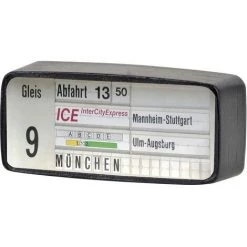 Gleis Abfahrt 13 50
ICE InterCityExpress
Mannheim-Stuttgart
A B C D E
9
Ulm-Augsburg
MÜNCHEN